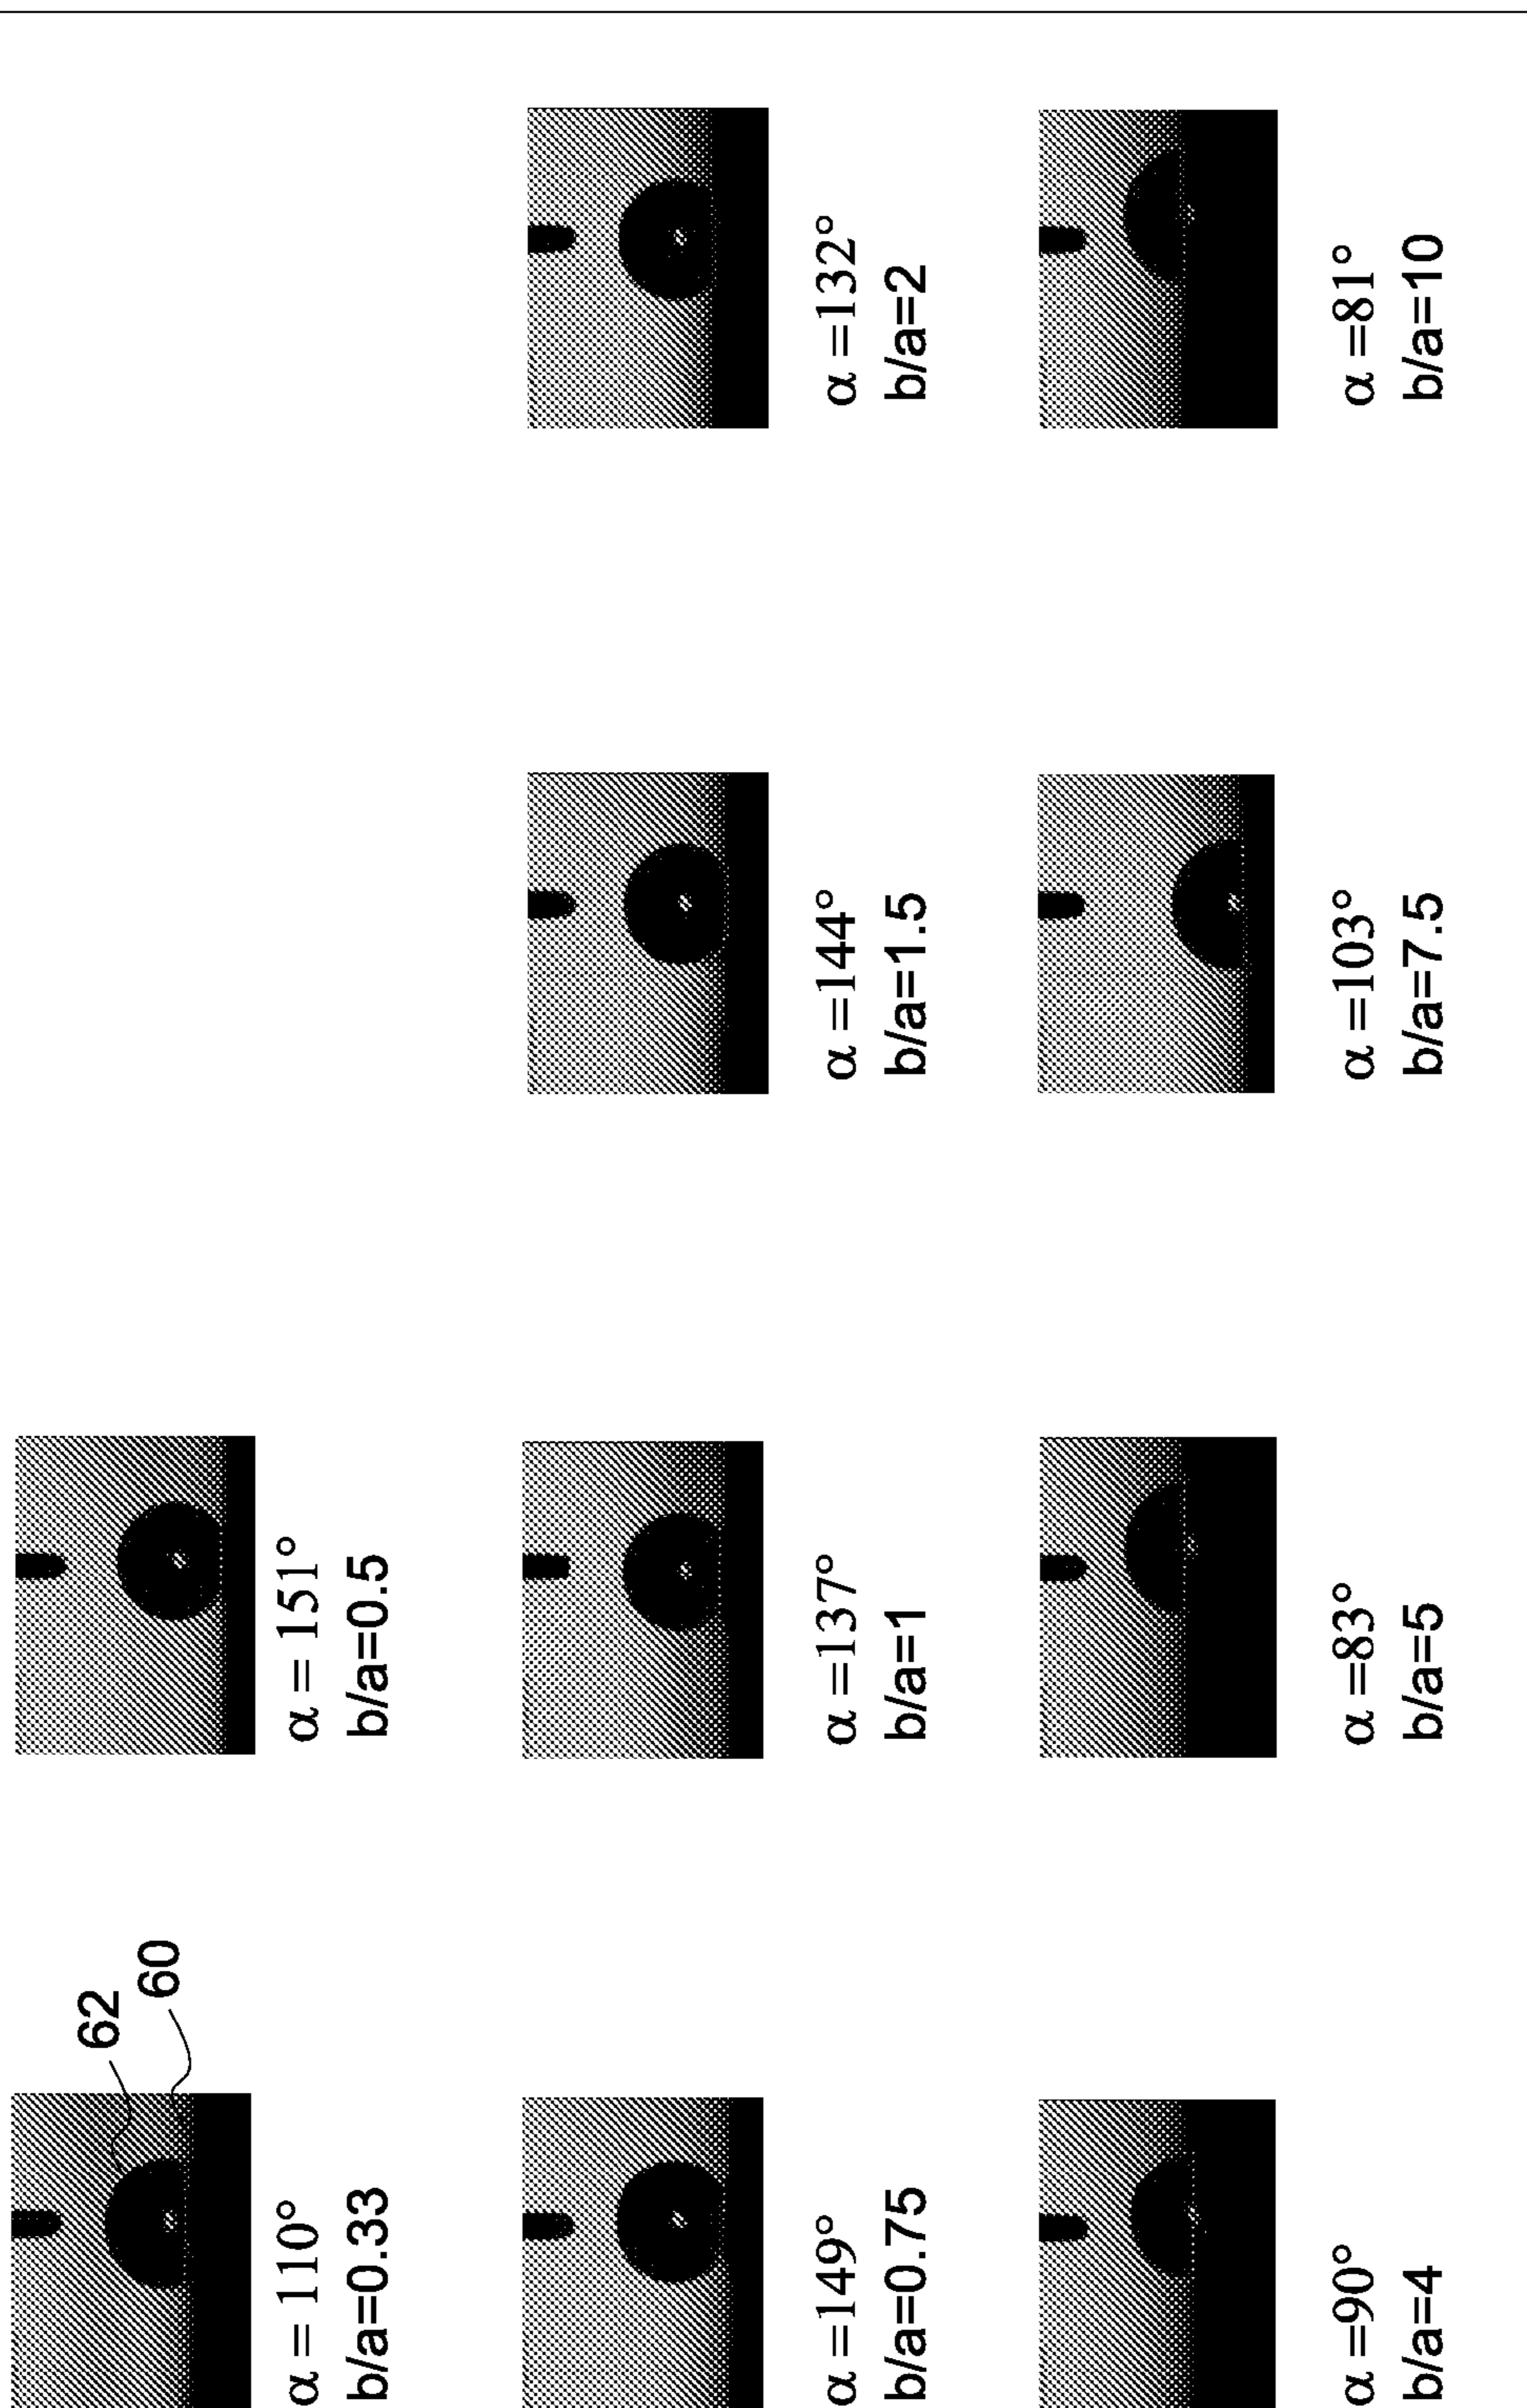 62
60
α = 110°
b/a=0.33
α = 151°
b/a=0.5
α =149°
b/a=0.75
α =137°
b/a=1
α =144°
b/a=1.5
α =132°
b/a=2
α =90°
b/a=4
α =83°
b/a=5
α =103°
b/a=7.5
α =81°
b/a=10